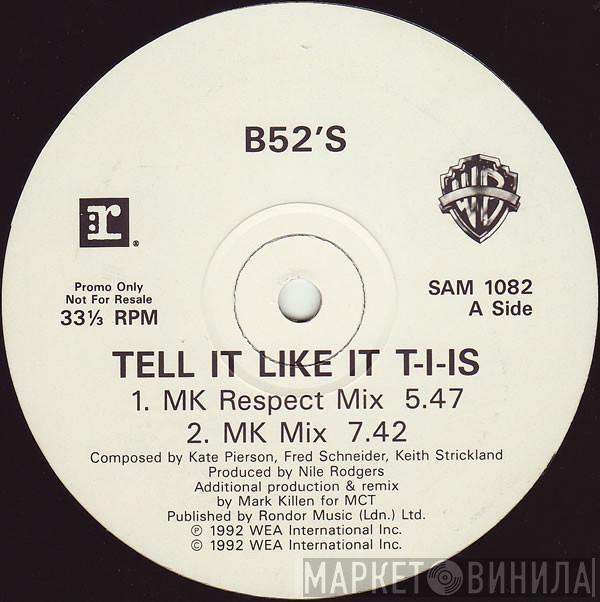 B52'S
r
®
WB
Promo Only
Not For Resale
33⅓ RPM
SAM 1082
A Side
TELL IT LIKE IT T-I-IS
1. MK Respect Mix 5.47
2. MK Mix 7.42
Composed by Kate Pierson, Fred Schneider, Keith Strickland
Produced by Nile Rodgers
Additional production & remix
by Mark Killen for MCT
Published by Rondor Music (Ldn.) Ltd.
℗ 1992 WEA International Inc.
© 1992 WEA International Inc.
МАРКЕТ ВИНИЛА